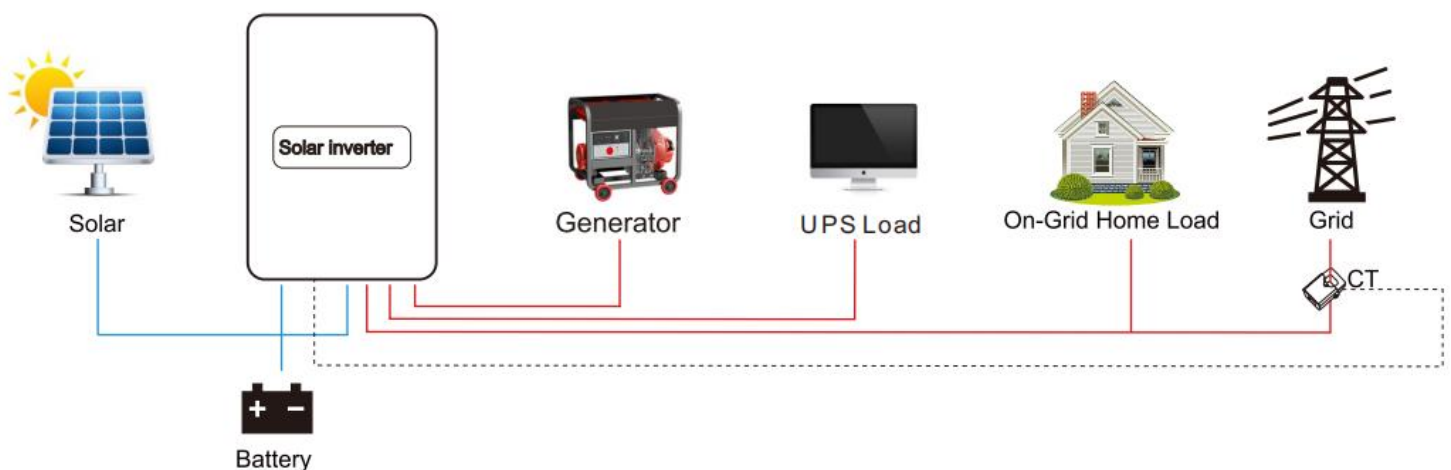 Solar inverter
Solar
Generator
UPS Load
On-Grid Home Load
Grid
CT
+ −
Battery